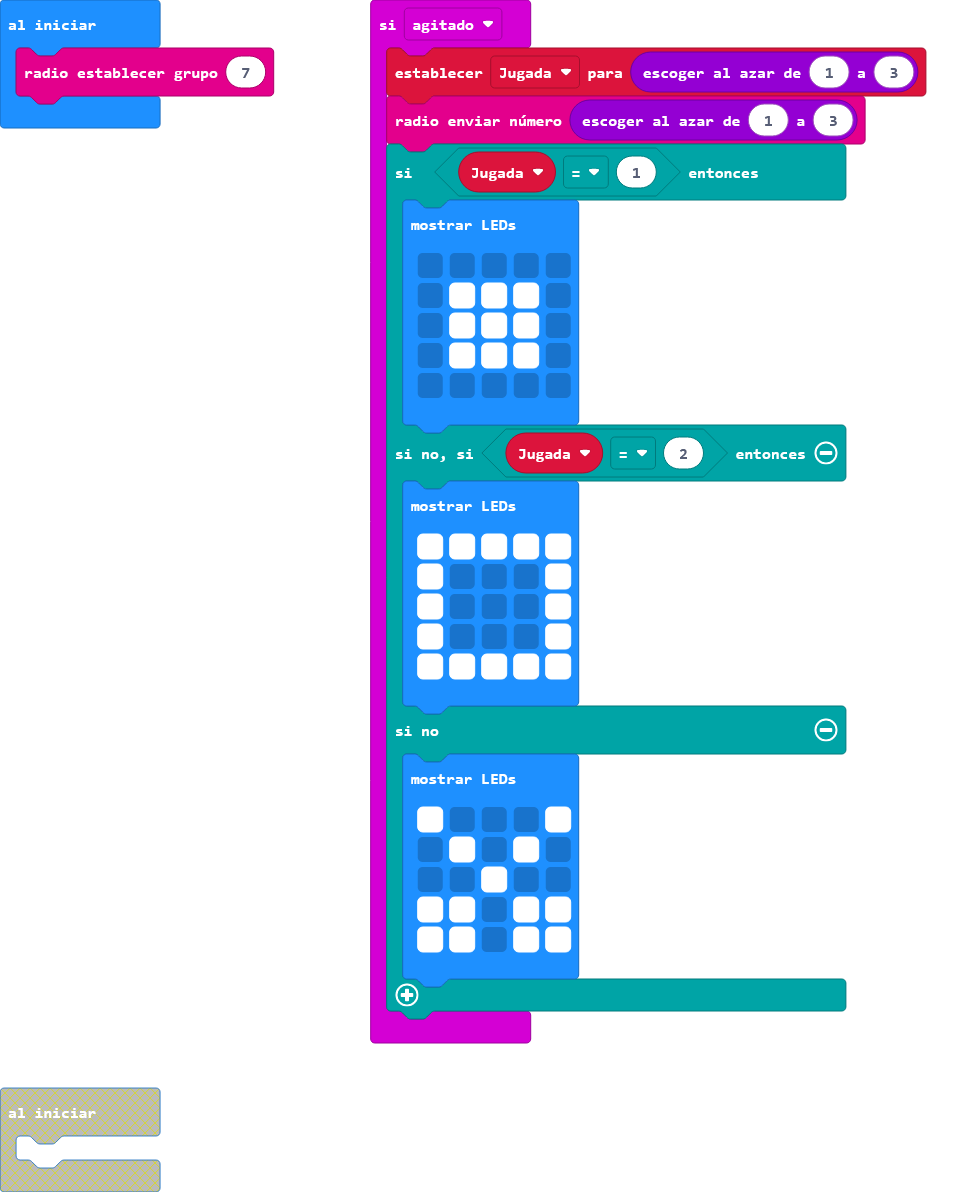 al iniciar
radio establecer grupo 7
si agitado
establecer Jugada para escoger al azar de 1 a 3
radio enviar número escoger al azar de 1 a 3
si Jugada = 1 entonces
mostrar LEDs
si no, si Jugada = 2 entonces
mostrar LEDs
si no
mostrar LEDs
al iniciar